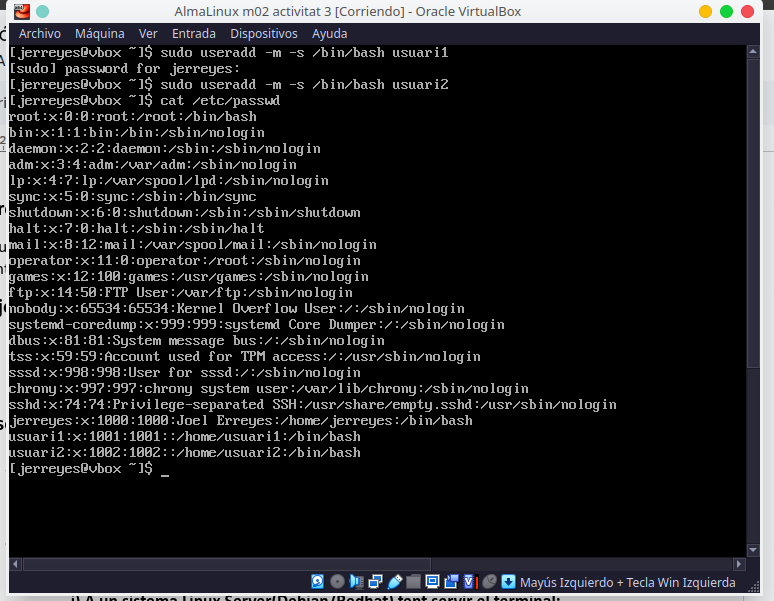 AlmaLinux m02 activitat 3 [Corriendo] - Oracle VirtualBox
Archivo Máquina Ver Entrada Dispositivos Ayuda
[jerreyes@vbox ~]$ sudo useradd -m -s /bin/bash usuari1
[sudo] password for jerreyes:
[jerreyes@vbox ~]$ sudo useradd -m -s /bin/bash usuari2
[jerreyes@vbox ~]$ cat /etc/passwd
root:x:0:0:root:/root:/bin/bash
bin:x:1:1:bin:/bin:/sbin/nologin
daemon:x:2:2:daemon:/sbin:/sbin/nologin
adm:x:3:4:adm:/var/adm:/sbin/nologin
lp:x:4:7:lp:/var/spool/lpd:/sbin/nologin
sync:x:5:0:sync:/sbin:/bin/sync
shutdown:x:6:0:shutdown:/sbin:/sbin/shutdown
halt:x:7:0:halt:/sbin:/sbin/halt
mail:x:8:12:mail:/var/spool/mail:/sbin/nologin
operator:x:11:0:operator:/root:/sbin/nologin
games:x:12:100:games:/usr/games:/sbin/nologin
ftp:x:14:50:FTP User:/var/ftp:/sbin/nologin
nobody:x:65534:65534:Kernel Overflow User:/:/sbin/nologin
systemd-coredump:x:999:999:systemd Core Dumper:/:/sbin/nologin
dbus:x:81:81:System message bus:/:/sbin/nologin
tss:x:59:59:Account used for TPM access:/:/usr/sbin/nologin
sssd:x:998:998:User for sssd:/:/sbin/nologin
chrony:x:997:997:chrony system user:/var/lib/chrony:/sbin/nologin
sshd:x:74:74:Privilege-separated SSH:/usr/share/empty.sshd:/usr/sbin/nologin
jerreyes:x:1000:1000:Joel Erreyes:/home/jerreyes:/bin/bash
usuari1:x:1001:1001::/home/usuari1:/bin/bash
usuari2:x:1002:1002::/home/usuari2:/bin/bash
[jerreyes@vbox ~]$ _
Mayús Izquierdo + Tecla Win Izquierda
i) A un sistema Linux Server(Debian/Redhat) fent servir el terminal: